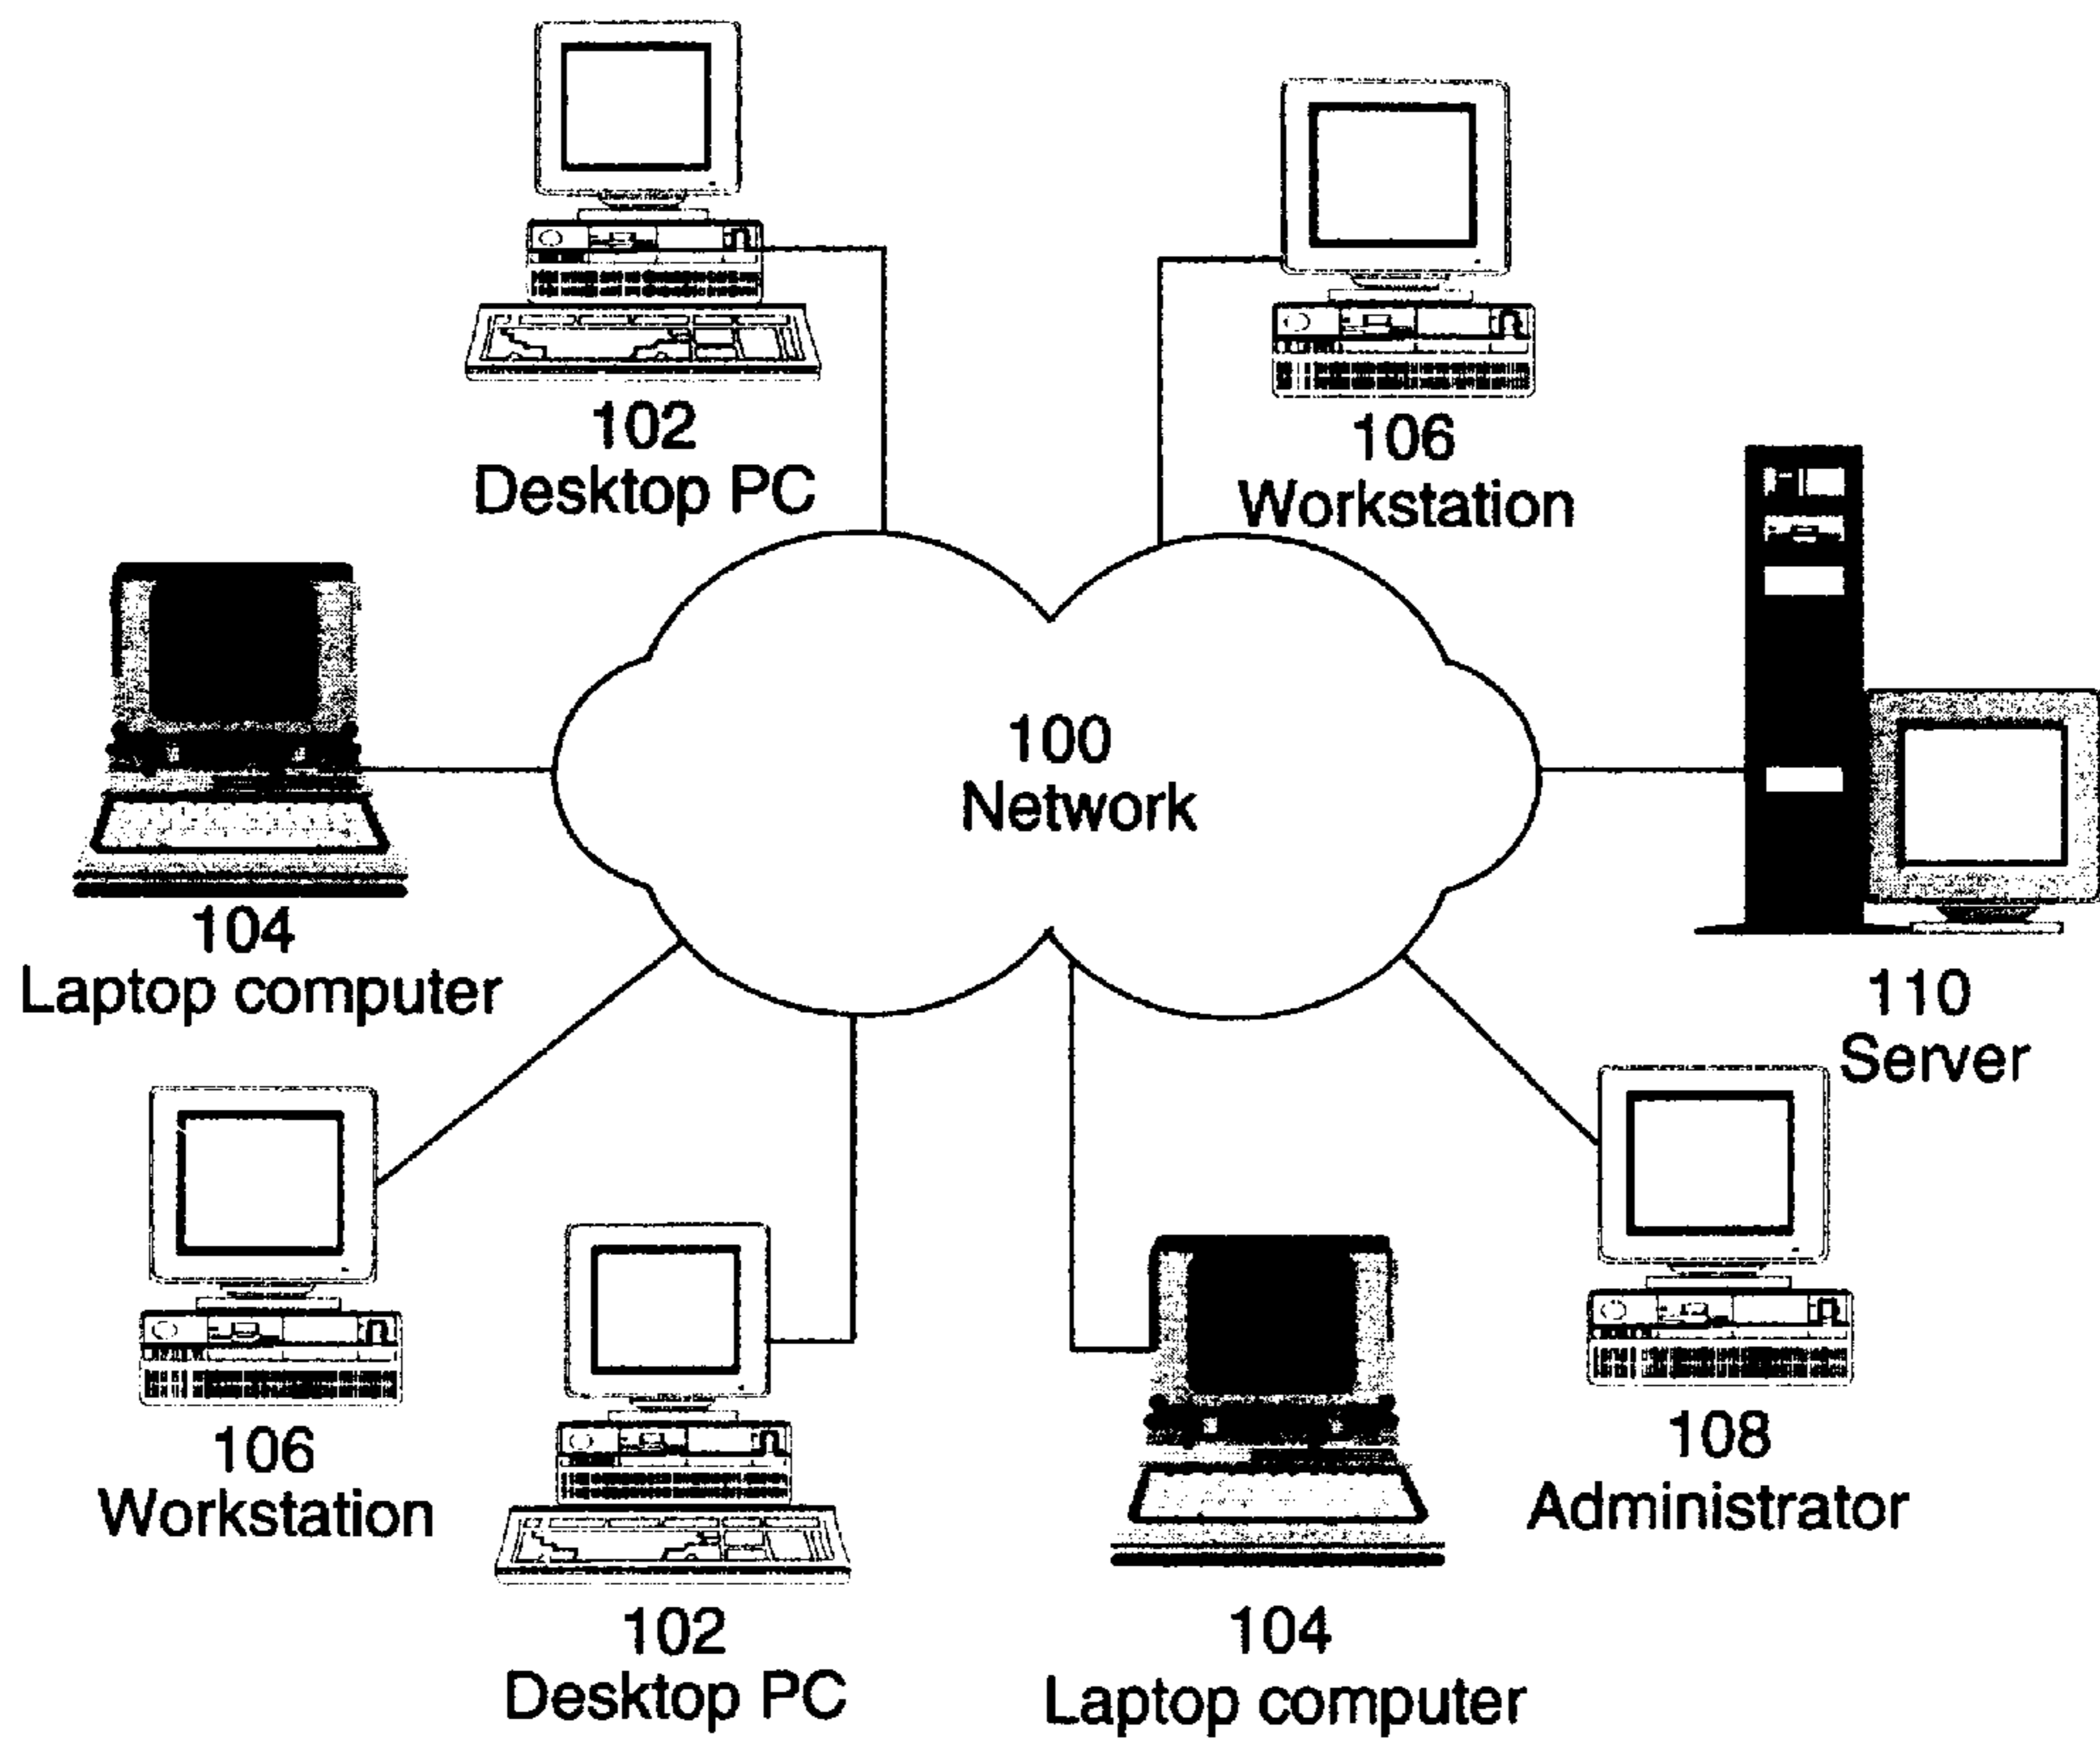 102
Desktop PC
106
Workstation
100
Network
104
Laptop computer
110
Server
106
Workstation
108
Administrator
102
Desktop PC
104
Laptop computer